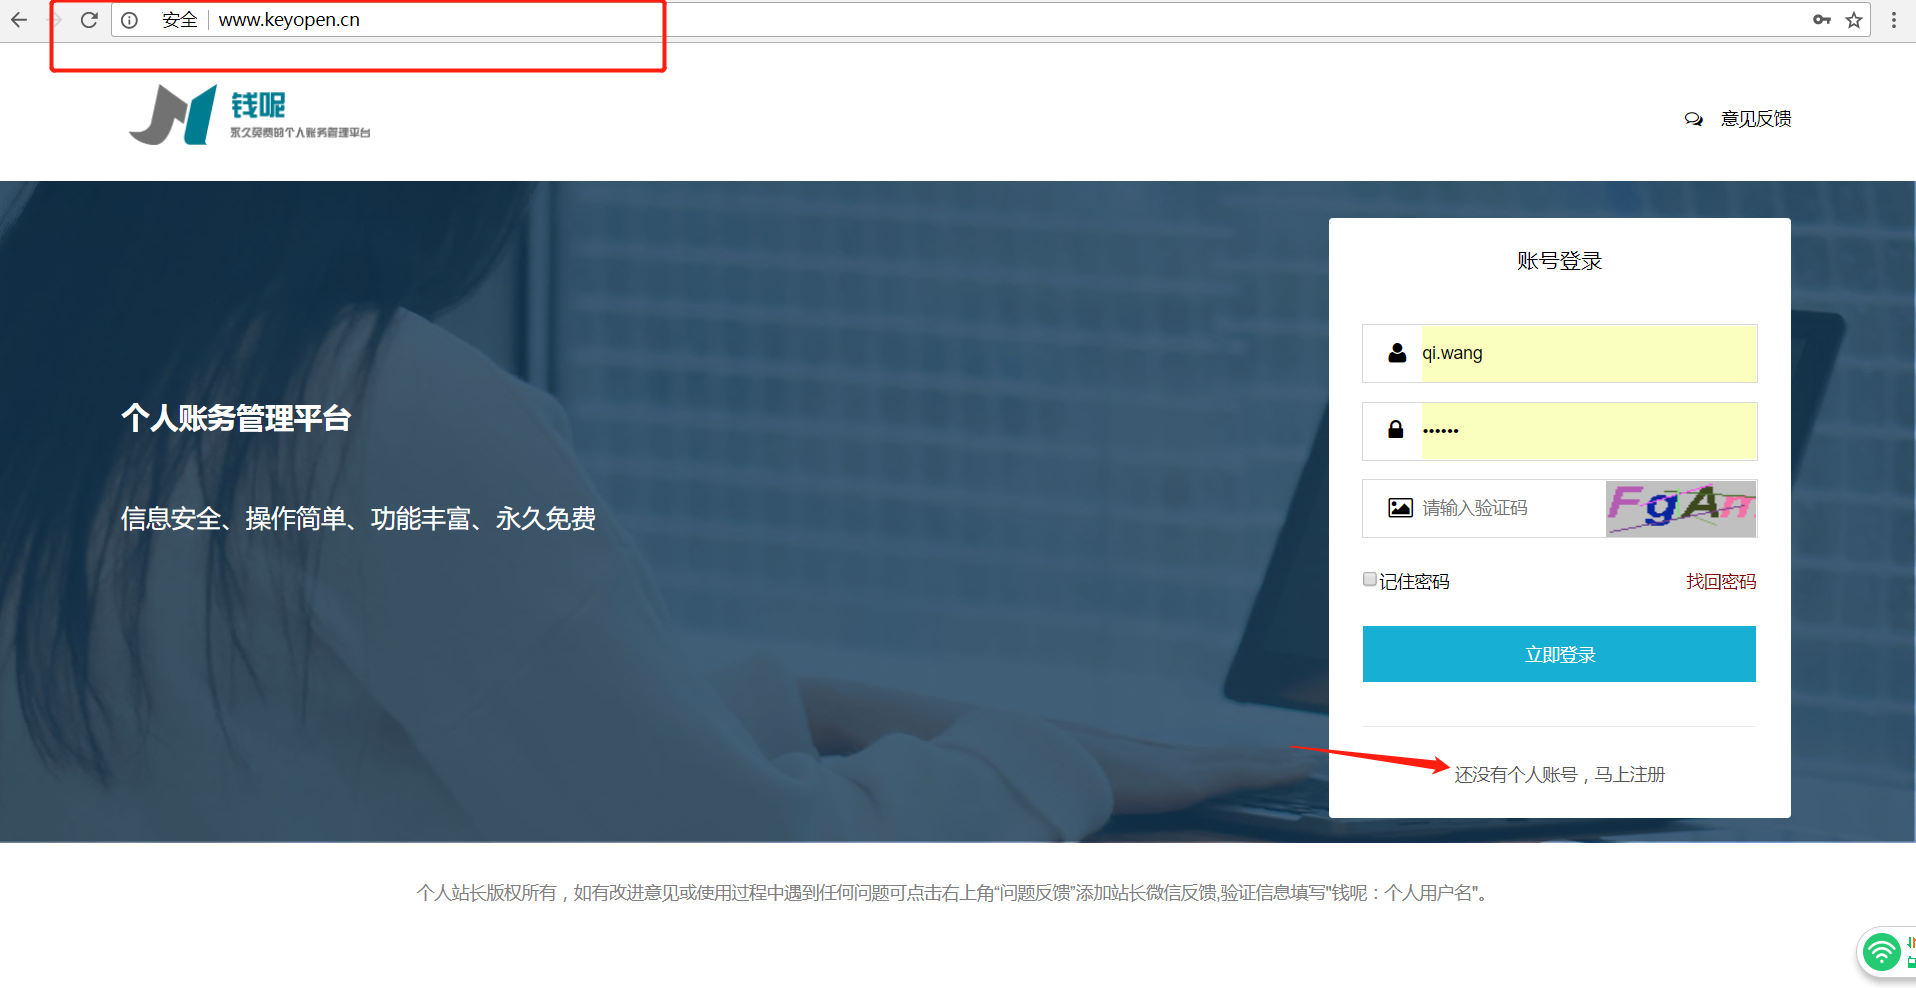 安全 www.keyopen.cn
钱呢
永久免费的个人账务管理平台
意见反馈
账号登录
qi.wang
••••••
请输入验证码 FgAm
记住密码 找回密码
立即登录
还没有个人账号，马上注册
个人账务管理平台
信息安全、操作简单、功能丰富、永久免费
个人站长版权所有，如有改进意见或使用过程中遇到任何问题可点击右上角“问题反馈”添加站长微信反馈,验证信息填写"钱呢：个人用户名"。